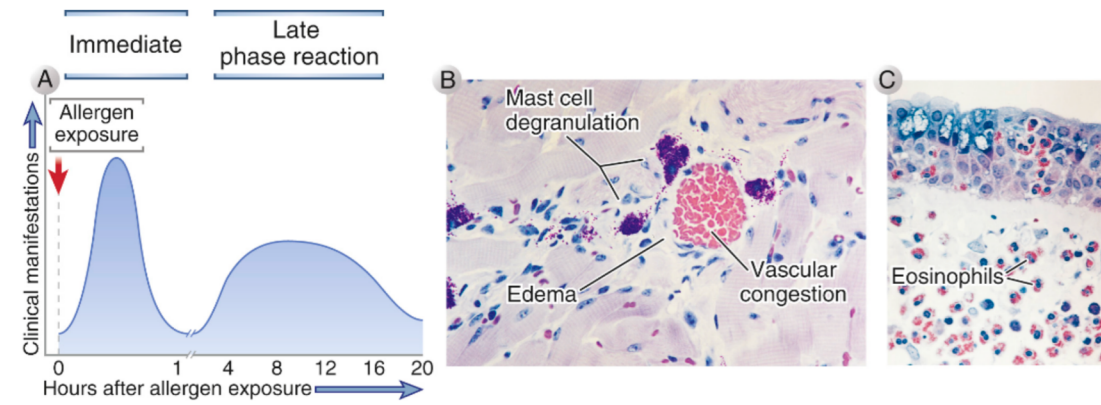 Immediate
Late
phase reaction
A
Allergen
exposure
Clinical manifestations
0
1
4
8
12
16
20
Hours after allergen exposure
B
Mast cell
degranulation
Edema
Vascular
congestion
C
Eosinophils